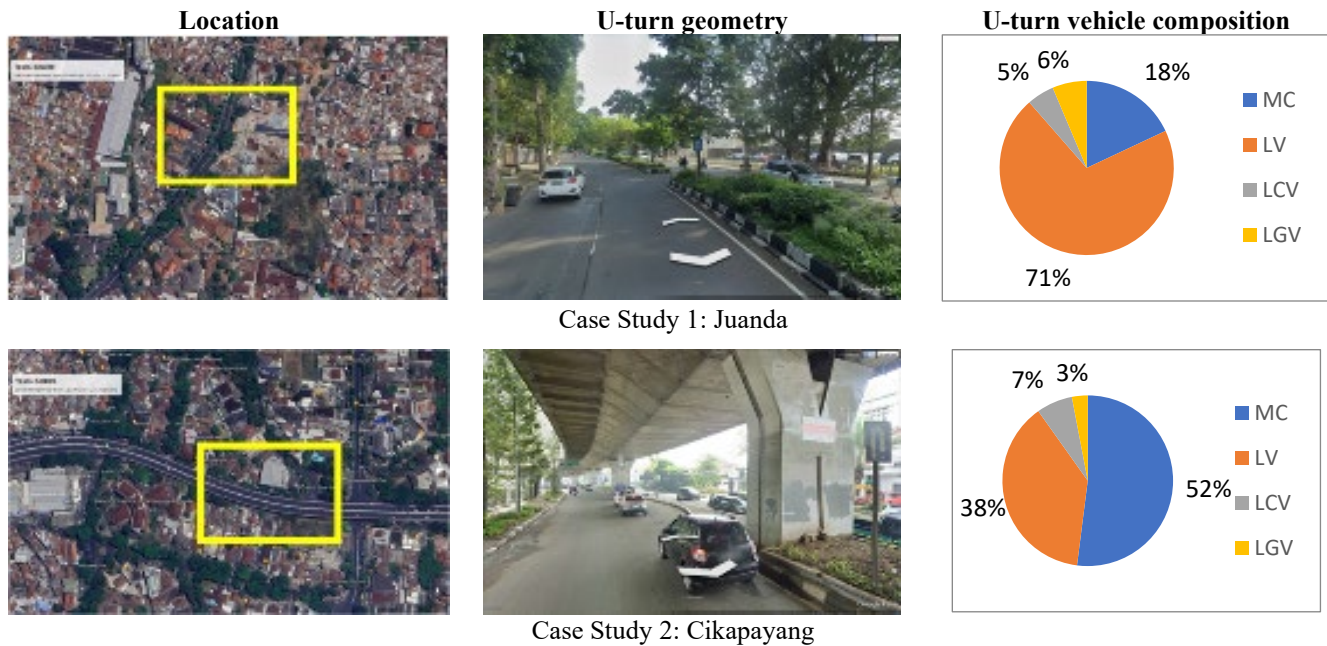 Location
U-turn geometry
U-turn vehicle composition
5%
6%
18%
71%
MC
LV
LCV
LGV
Case Study 1: Juanda
7%
3%
38%
52%
MC
LV
LCV
LGV
Case Study 2: Cikapayang